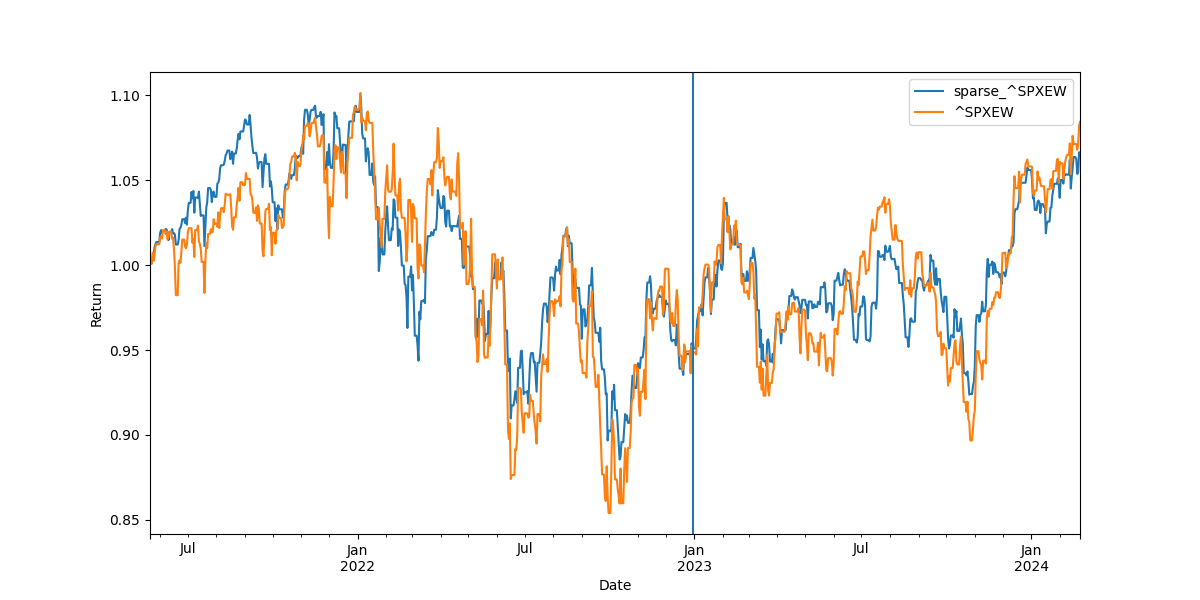 sparse_^SPXEW
^SPXEW
Return
1.10
1.05
1.00
0.95
0.90
0.85
Jul
Jan
2022
Jul
Jan
2023
Jul
Jan
2024
Date